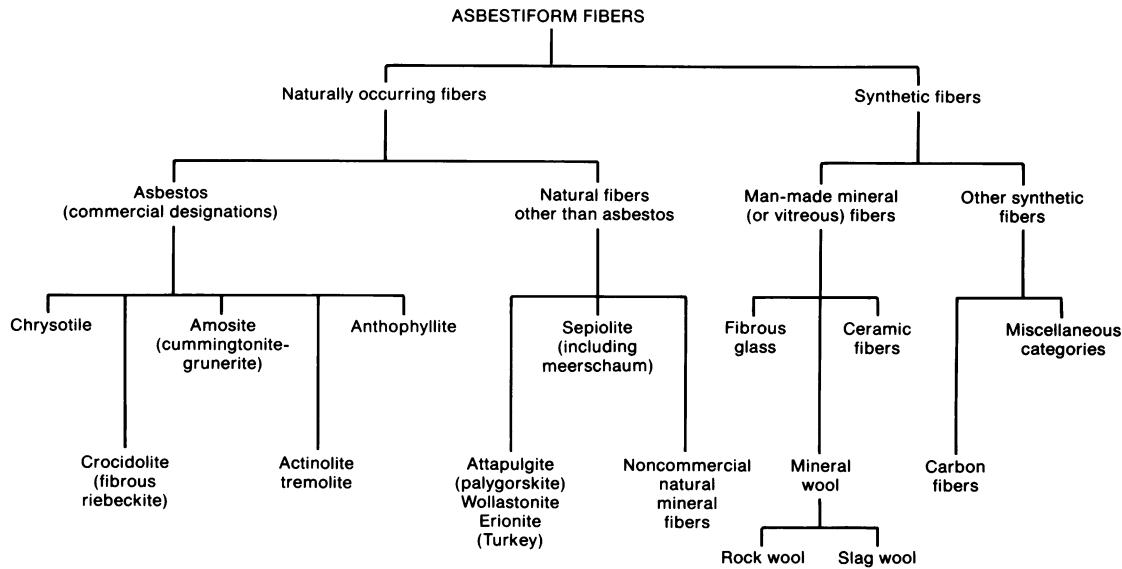 ASBESTIFORM FIBERS
Naturally occurring fibers
Synthetic fibers
Asbestos
(commercial designations)
Natural fibers
other than asbestos
Man-made mineral
(or vitreous) fibers
Other synthetic
fibers
Chrysotile
Amosite
(cummingtonite-
grunerite)
Anthophyllite
Sepiolite
(including
meerschaum)
Fibrous
glass
Ceramic
fibers
Miscellaneous
categories
Crocidolite
(fibrous
riebeckite)
Actinolite
tremolite
Attapulgite
(palygorskite)
Wollastonite
Erionite
(Turkey)
Noncommercial
natural
mineral
fibers
Mineral
wool
Carbon
fibers
Rock wool
Slag wool